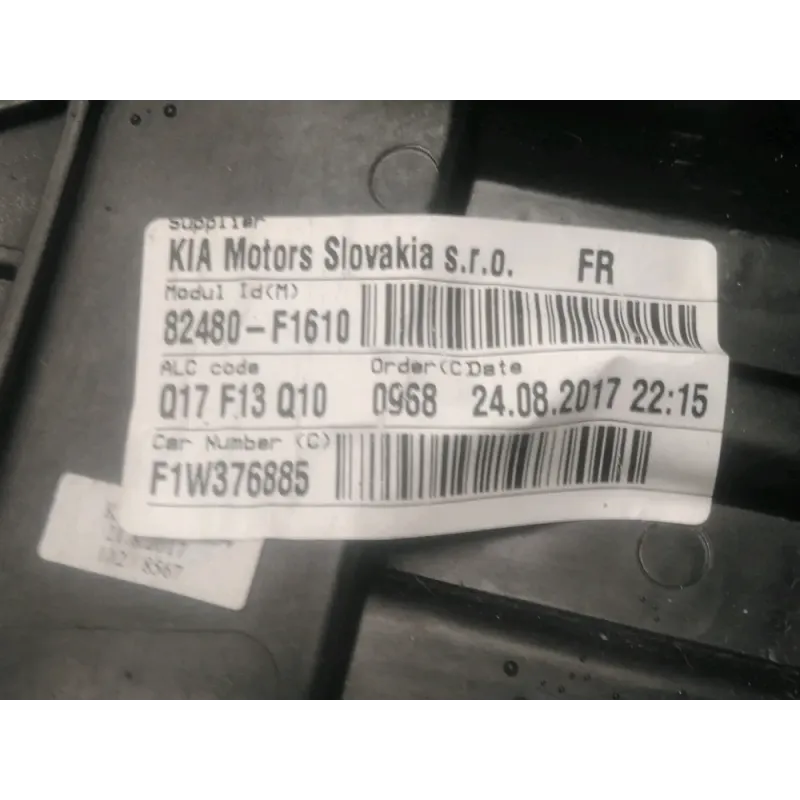 Supplier
KIA Motors Slovakia s.r.o. FR
Modul Id(M)
82480-F1610
ALC code Order(C)Date
Q17 F13 Q10 0968 24.08.2017 22:15
Car Number (C)
F1W376885
8567